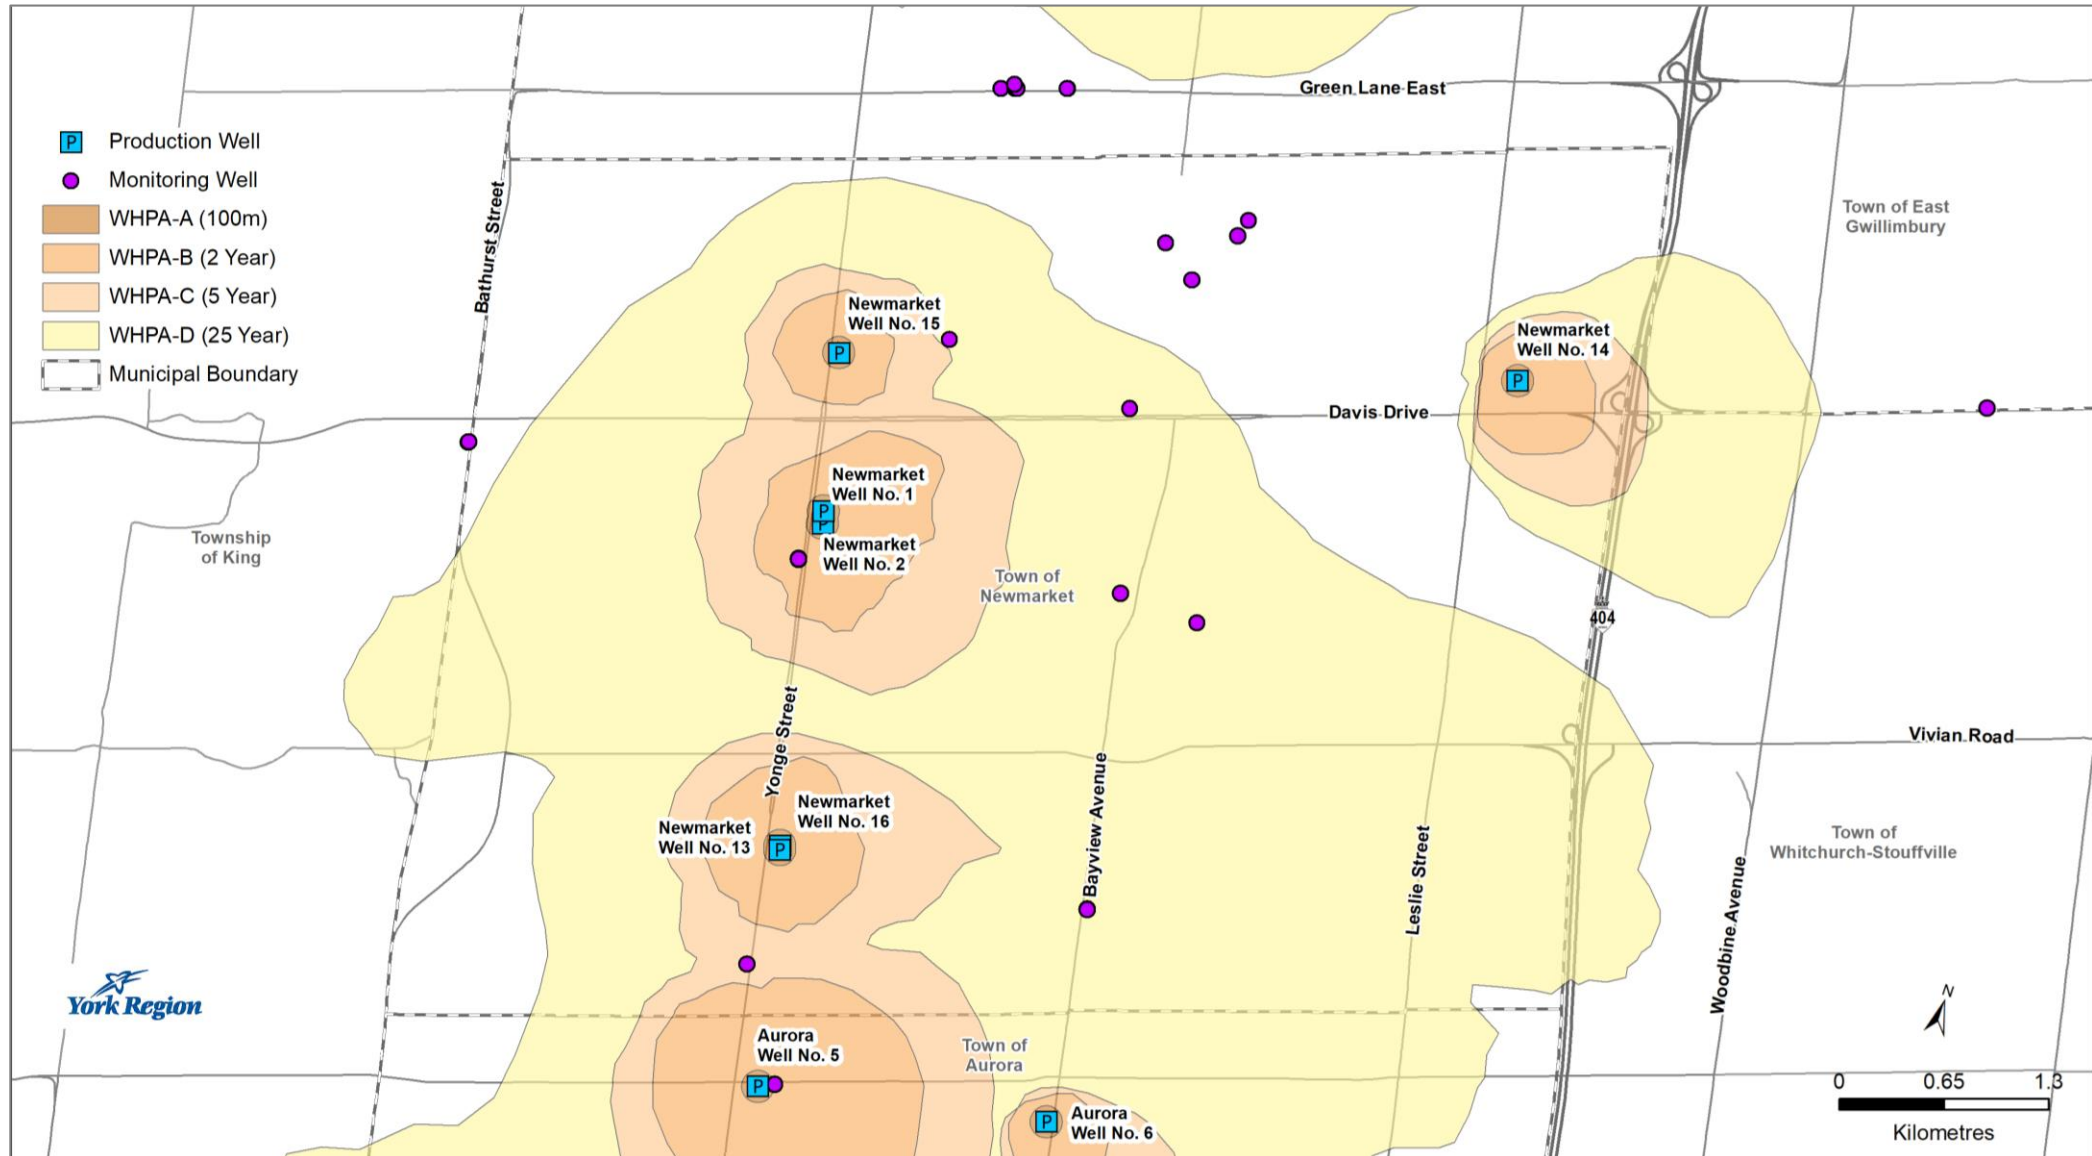 Green Lane East
P Production Well
Monitoring Well
WHPA-A (100m)
WHPA-B (2 Year)
WHPA-C (5 Year)
WHPA-D (25 Year)
Municipal Boundary
Bathurst Street
Town of East
Gwillimbury
Newmarket
Well No. 15
P
Newmarket
Well No. 14
P
Davis Drive
Newmarket
Well No. 1
P
P
Newmarket
Well No. 2
Township
of King
Town of
Newmarket
404
Yonge Street
Vivian Road
Newmarket
Well No. 16
Newmarket
Well No. 13
P
Bayview Avenue
Leslie Street
Woodbine Avenue
Town of
Whitchurch-Stouffville
York Region
N
Aurora
Well No. 5
P
Town of
Aurora
Aurora
Well No. 6
P
0 0.65 1.3
Kilometres